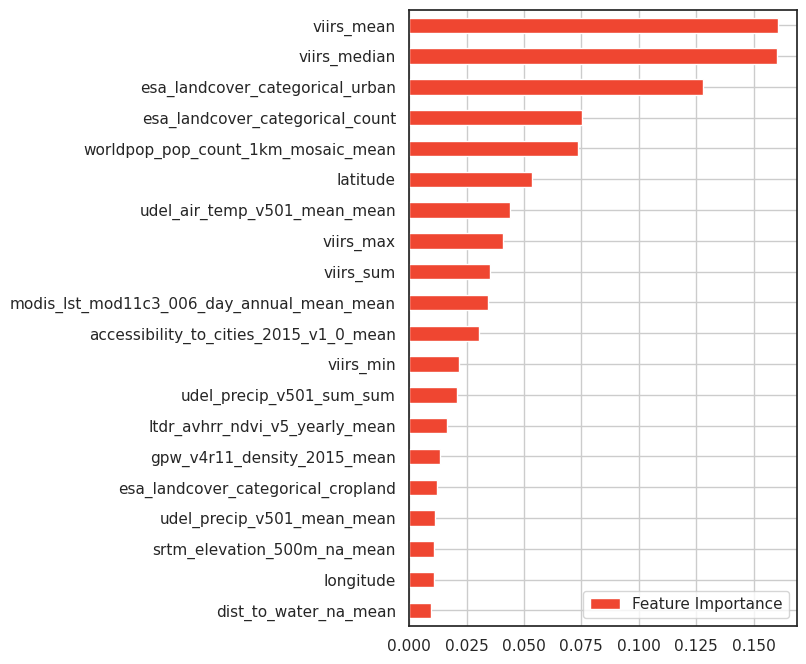 viirs_mean
viirs_median
esa_landcover_categorical_urban
esa_landcover_categorical_count
worldpop_pop_count_1km_mosaic_mean
latitude
udel_air_temp_v501_mean_mean
viirs_max
viirs_sum
modis_lst_mod11c3_006_day_annual_mean_mean
accessibility_to_cities_2015_v1_0_mean
viirs_min
udel_precip_v501_sum_sum
ltdr_avhrr_ndvi_v5_yearly_mean
gpw_v4r11_density_2015_mean
esa_landcover_categorical_cropland
udel_precip_v501_mean_mean
srtm_elevation_500m_na_mean
longitude
dist_to_water_na_mean
Feature Importance
0.000 0.025 0.050 0.075 0.100 0.125 0.150